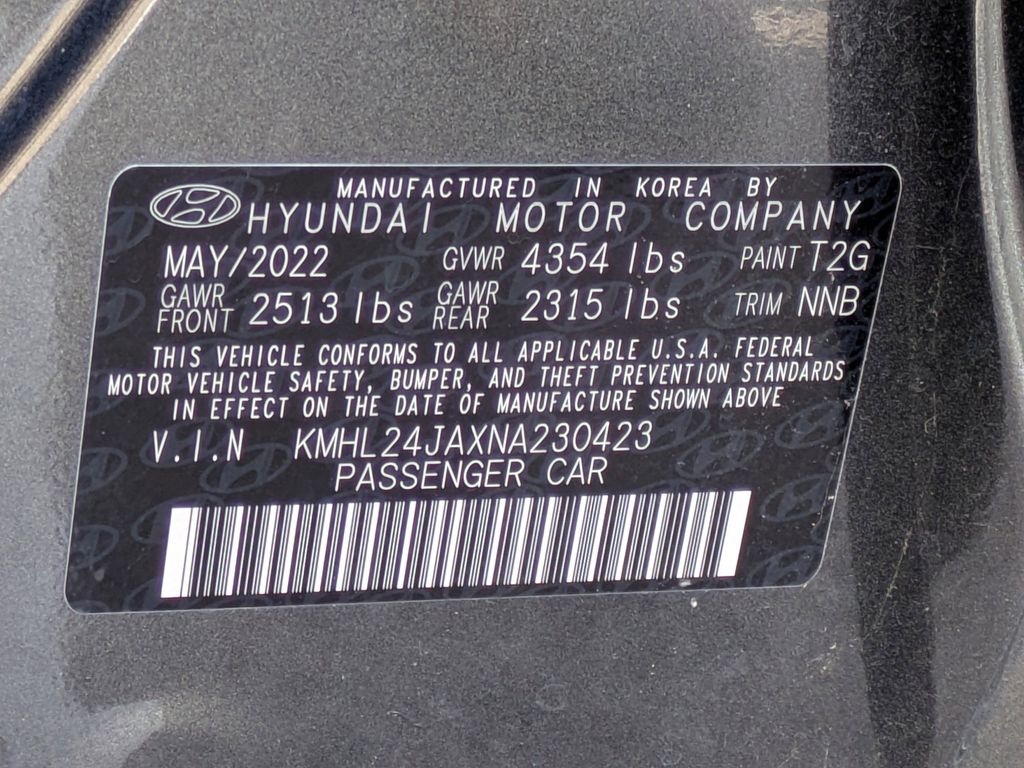 MANUFACTURED IN KOREA BY
HYUNDAI MOTOR COMPANY
MAY/2022 GVWR 4354 lbs PAINT T2G
GAWR FRONT 2513 lbs GAWR REAR 2315 lbs TRIM NNB
THIS VEHICLE CONFORMS TO ALL APPLICABLE U.S.A. FEDERAL
MOTOR VEHICLE SAFETY, BUMPER, AND THEFT PREVENTION STANDARDS
IN EFFECT ON THE DATE OF MANUFACTURE SHOWN ABOVE
V.I.N KMHL24JAXNA230423
PASSENGER CAR